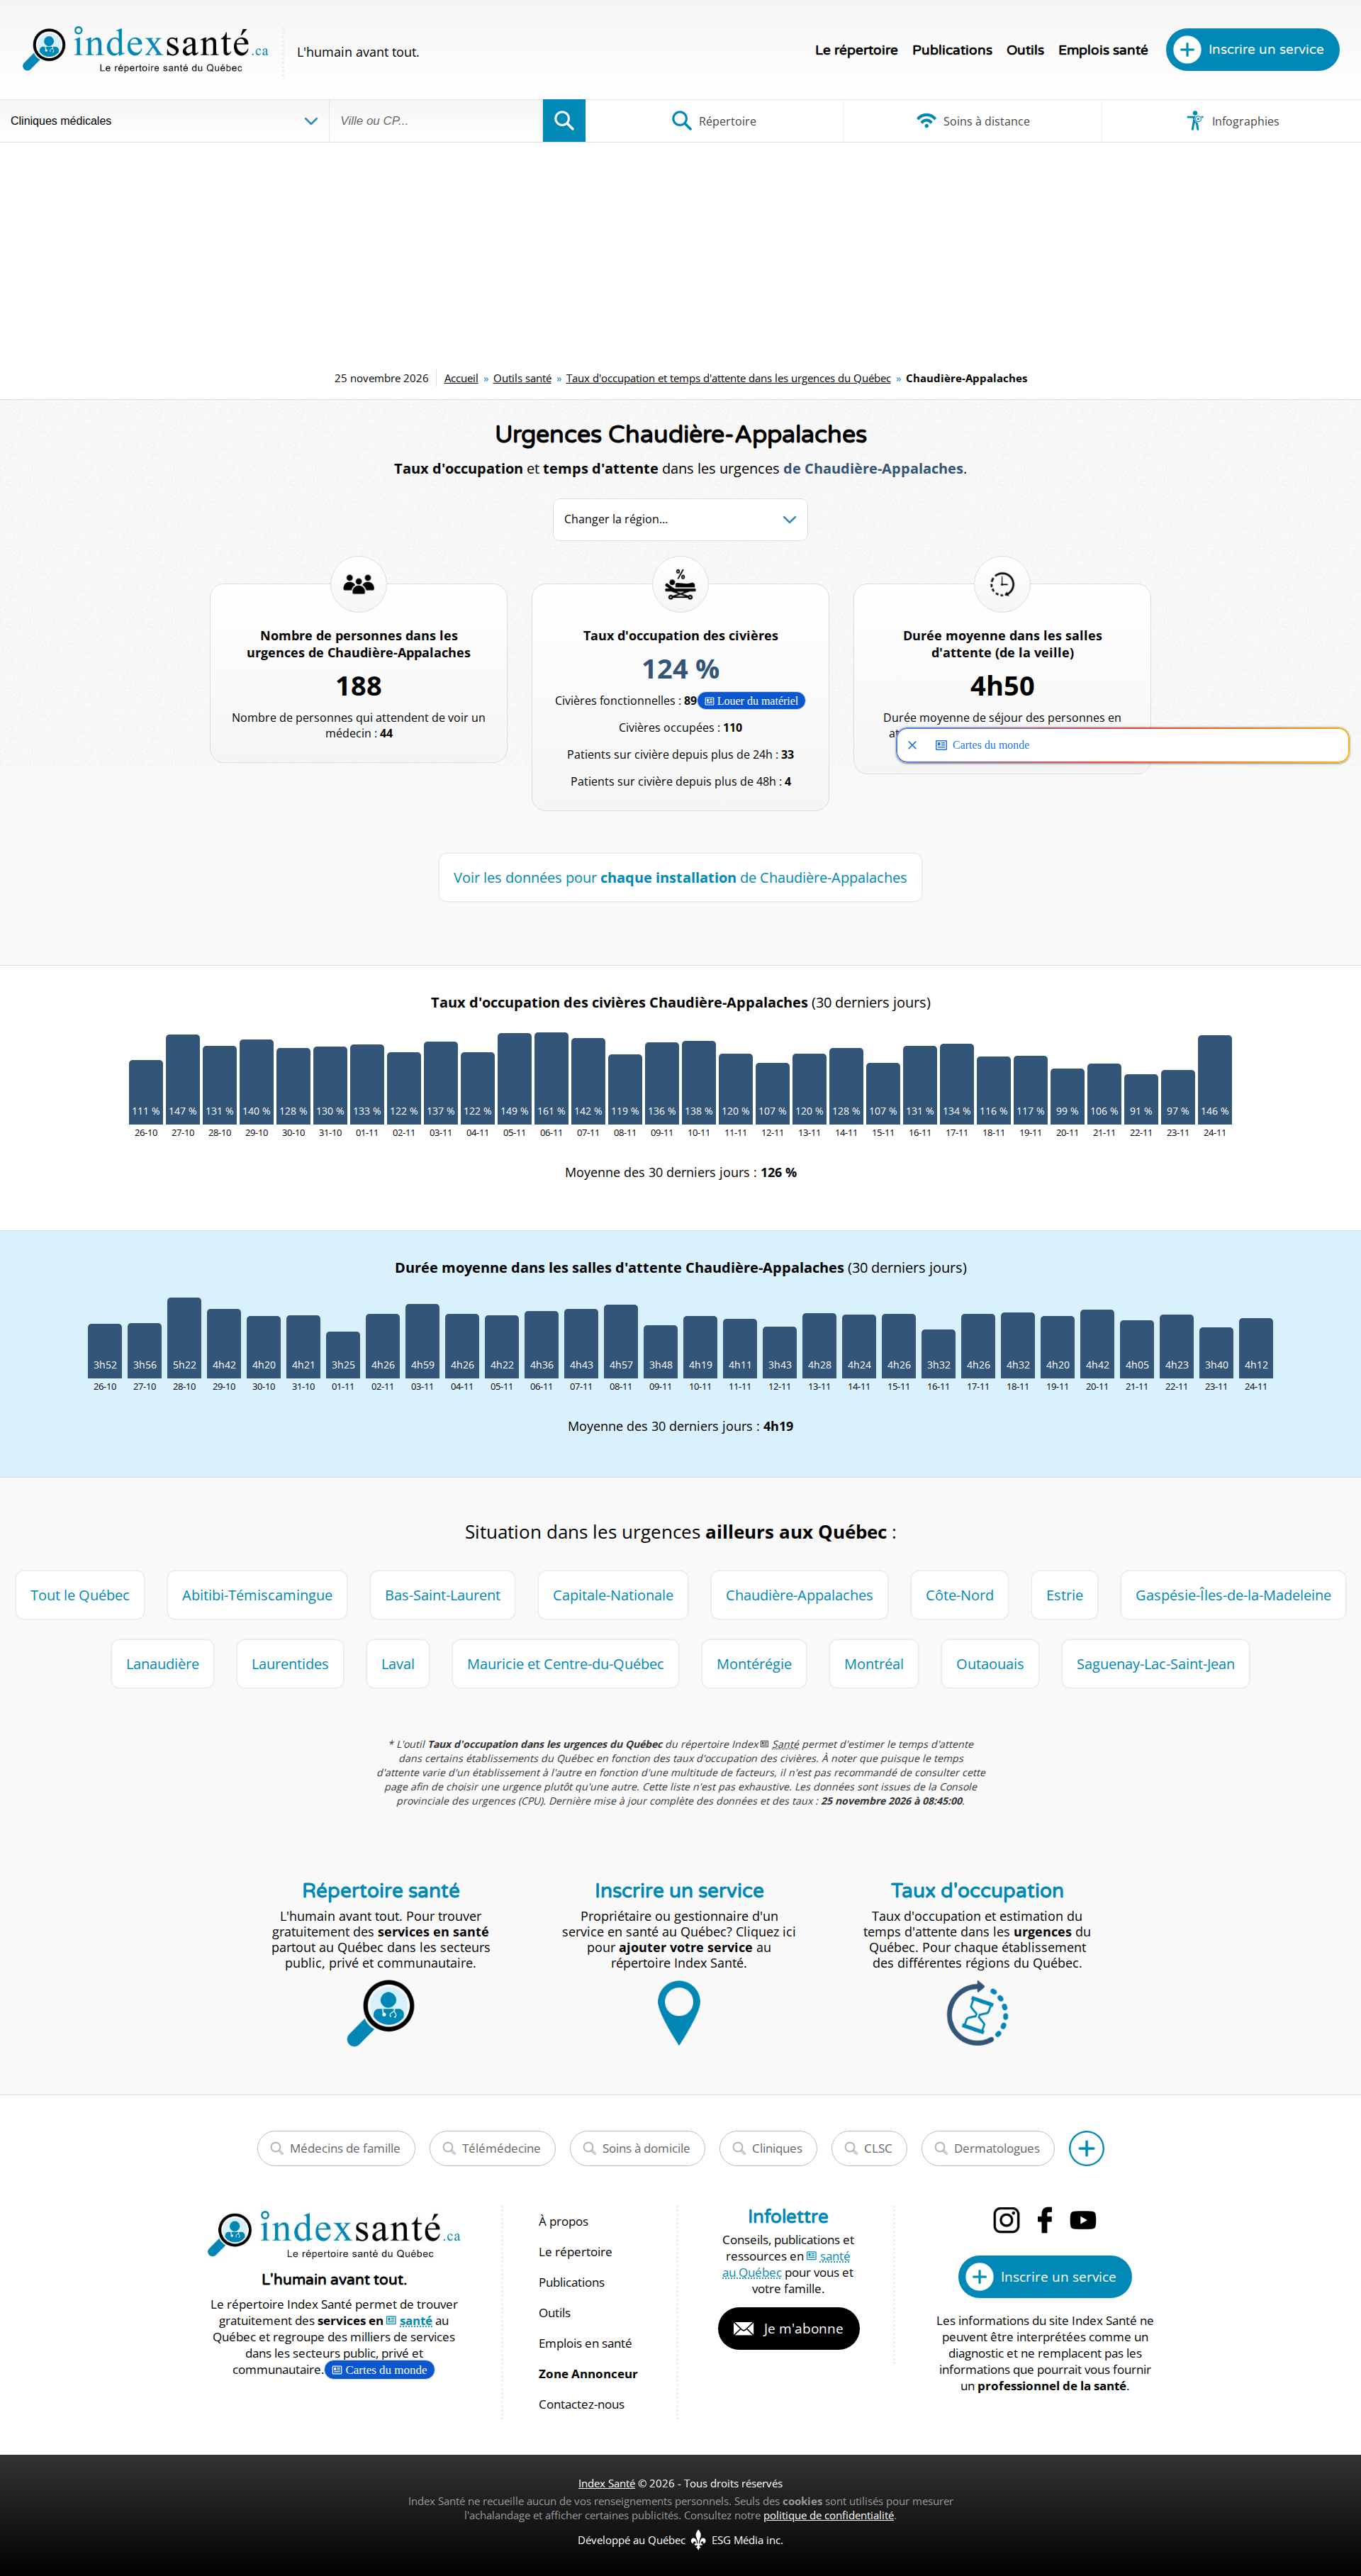 indexsanté.ca
Le répertoire santé du Québec
L'humain avant tout.
Le répertoire
Publications
Outils
Emplois santé
Inscrire un service
Cliniques médicales
Ville ou CP...
Répertoire
Soins à distance
Infographies
25 novembre 2026
Accueil » Outils santé » Taux d'occupation et temps d'attente dans les urgences du Québec » Chaudière-Appalaches
Urgences Chaudière-Appalaches
Taux d'occupation et temps d'attente dans les urgences de Chaudière-Appalaches.
Changer la région...
Nombre de personnes dans les
urgences de Chaudière-Appalaches
188
Nombre de personnes qui attendent de voir un
médecin : 44
Taux d'occupation des civières
124 %
Civières fonctionnelles : 89 Louer du matériel
Civières occupées : 110
Patients sur civière depuis plus de 24h : 33
Patients sur civière depuis plus de 48h : 4
Durée moyenne dans les salles
d'attente (de la veille)
4h50
Durée moyenne de séjour des personnes en
Cartes du monde
Voir les données pour chaque installation de Chaudière-Appalaches
Taux d'occupation des civières Chaudière-Appalaches (30 derniers jours)
111 % 147 % 131 % 140 % 128 % 130 % 133 % 122 % 137 % 122 % 149 % 161 % 142 % 119 % 136 % 138 % 120 % 107 % 120 % 128 % 107 % 131 % 134 % 116 % 117 % 99 % 106 % 91 % 97 % 146 %
26-10 27-10 28-10 29-10 30-10 31-10 01-11 02-11 03-11 04-11 05-11 06-11 07-11 08-11 09-11 10-11 11-11 12-11 13-11 14-11 15-11 16-11 17-11 18-11 19-11 20-11 21-11 22-11 23-11 24-11
Moyenne des 30 derniers jours : 126 %
Durée moyenne dans les salles d'attente Chaudière-Appalaches (30 derniers jours)
3h52 3h56 5h22 4h42 4h20 4h21 3h25 4h26 4h59 4h26 4h22 4h36 4h43 4h57 3h48 4h19 4h11 3h43 4h28 4h24 4h26 3h32 4h26 4h32 4h20 4h42 4h05 4h23 3h40 4h12
26-10 27-10 28-10 29-10 30-10 31-10 01-11 02-11 03-11 04-11 05-11 06-11 07-11 08-11 09-11 10-11 11-11 12-11 13-11 14-11 15-11 16-11 17-11 18-11 19-11 20-11 21-11 22-11 23-11 24-11
Moyenne des 30 derniers jours : 4h19
Situation dans les urgences ailleurs aux Québec :
Tout le Québec
Abitibi-Témiscamingue
Bas-Saint-Laurent
Capitale-Nationale
Chaudière-Appalaches
Côte-Nord
Estrie
Gaspésie-Îles-de-la-Madeleine
Lanaudière
Laurentides
Laval
Mauricie et Centre-du-Québec
Montérégie
Montréal
Outaouais
Saguenay-Lac-Saint-Jean
* L'outil Taux d'occupation dans les urgences du Québec du répertoire Index Santé permet d'estimer le temps d'attente
dans certains établissements du Québec en fonction des taux d'occupation des civières. À noter que puisque le temps
d'attente varie d'un établissement à l'autre en fonction d'une multitude de facteurs, il n'est pas recommandé de consulter cette
page afin de choisir une urgence plutôt qu'une autre. Cette liste n'est pas exhaustive. Les données sont issues de la Console
provinciale des urgences (CPU). Dernière mise à jour complète des données et des taux : 25 novembre 2026 à 08:45:00.
Répertoire santé
L'humain avant tout. Pour trouver
gratuitement des services en santé
partout au Québec dans les secteurs
public, privé et communautaire.
Inscrire un service
Propriétaire ou gestionnaire d'un
service en santé au Québec? Cliquez ici
pour ajouter votre service au
répertoire Index Santé.
Taux d'occupation
Taux d'occupation et estimation du
temps d'attente dans les urgences du
Québec. Pour chaque établissement
des différentes régions du Québec.
Médecins de famille
Télémédecine
Soins à domicile
Cliniques
CLSC
Dermatologues
indexsanté.ca
Le répertoire santé du Québec
L'humain avant tout.
Le répertoire Index Santé permet de trouver
gratuitement des services en santé au
Québec et regroupe des milliers de services
dans les secteurs public, privé et
communautaire. Cartes du monde
À propos
Le répertoire
Publications
Outils
Emplois en santé
Zone Annonceur
Contactez-nous
Infolettre
Conseils, publications et
ressources en santé
au Québec pour vous et
votre famille.
Je m'abonne
Inscrire un service
Les informations du site Index Santé ne
peuvent être interprétées comme un
diagnostic et ne remplacent pas les
informations que pourrait vous fournir
un professionnel de la santé.
Index Santé © 2026 - Tous droits réservés
Index Santé ne recueille aucun de vos renseignements personnels. Seuls des cookies sont utilisés pour mesurer
l'achalandage et afficher certaines publicités. Consultez notre politique de confidentialité.
Développé au Québec ESG Média inc.